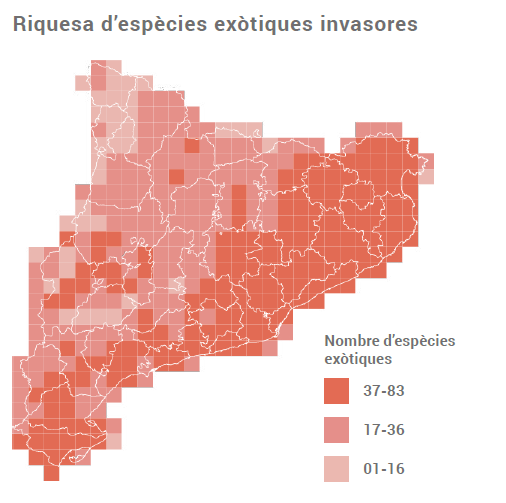 Riquesa d’espècies exòtiques invasores
Nombre d’espècies
exòtiques
37-83
17-36
01-16